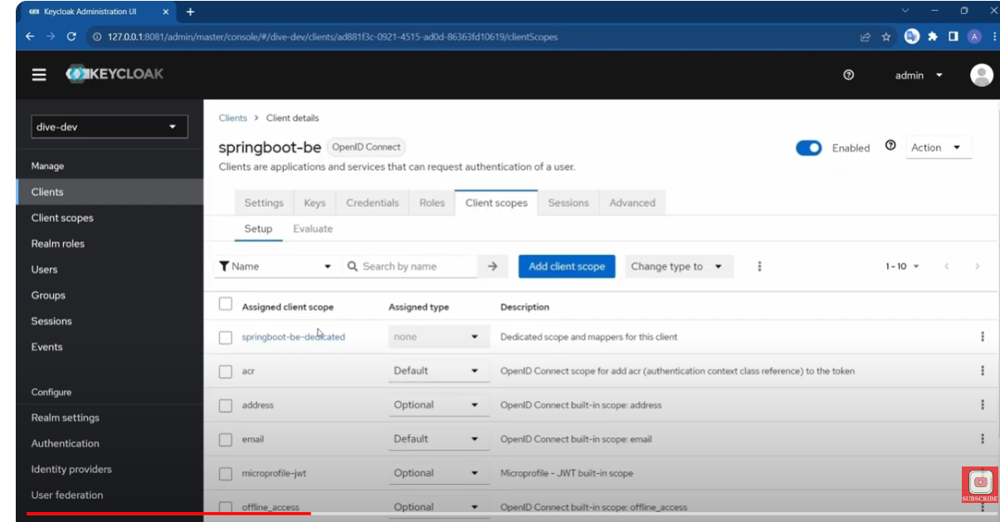 Keycloak Administration UI
127.0.0.1:8081/admin/master/console/#/dive-dev/clients/ad881f3c-0921-4515-ad0d-86363fd10619/clientScopes
A
KEYCLOAK
admin
dive-dev
Manage
Clients
Client scopes
Realm roles
Users
Groups
Sessions
Events
Configure
Realm settings
Authentication
Identity providers
User federation
Clients > Client details
springboot-be OpenID Connect
Enabled Action
Clients are applications and services that can request authentication of a user.
Settings Keys Credentials Roles Client scopes Sessions Advanced
Setup Evaluate
Name Search by name Add client scope Change type to 1 - 10
Assigned client scope Assigned type Description
springboot-be-dedicated none Dedicated scope and mappers for this client
acr Default OpenID Connect scope for add acr (authentication context class reference) to the token
address Optional OpenID Connect built-in scope: address
email Default OpenID Connect built-in scope: email
microprofile-jwt Optional Microprofile - JWT built-in scope
offline_access Optional OpenID Connect built-in scope: offline_access
SUBSCRIBE